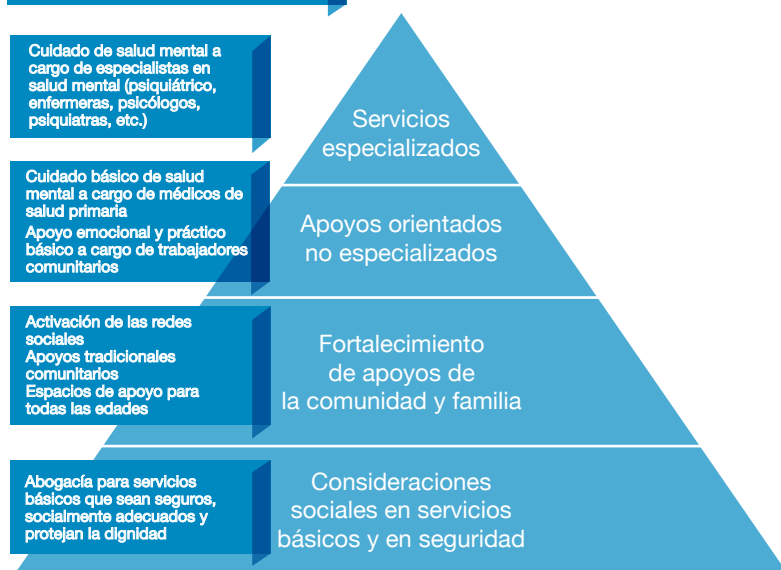 Cuidado de salud mental a
cargo de especialistas en
salud mental (psiquiátrico,
enfermeras, psicólogos,
psiquiatras, etc.)
Servicios
especializados
Cuidado básico de salud
mental a cargo de médicos de
salud primaria
Apoyo emocional y práctico
básico a cargo de trabajadores
comunitarios
Apoyos orientados
no especializados
Activación de las redes
sociales
Apoyos tradicionales
comunitarios
Espacios de apoyo para
todas las edades
Fortalecimiento
de apoyos de
la comunidad y familia
Abogacía para servicios
básicos que sean seguros,
socialmente adecuados y
protejan la dignidad
Consideraciones
sociales en servicios
básicos y en seguridad